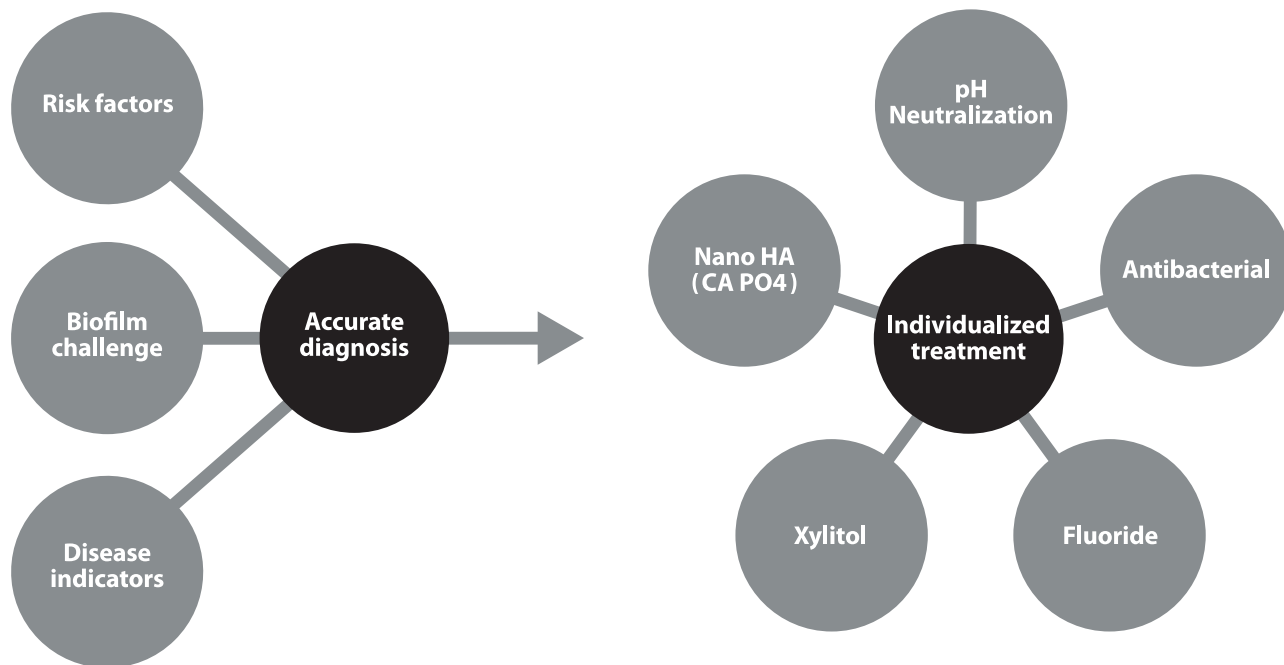 Risk factors
Biofilm
challenge
Disease
indicators
Accurate
diagnosis
pH
Neutralization
Nano HA
(CA PO4)
Antibacterial
Individualized
treatment
Xylitol
Fluoride